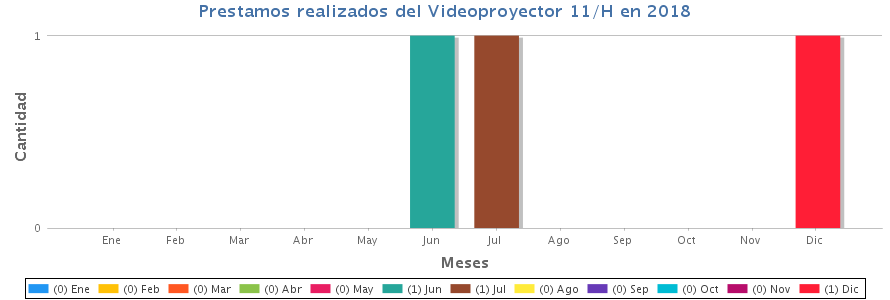 Prestamos realizados del Videoproyector 11/H en 2018
1
Cantidad
0
Ene Feb Mar Abr May Jun Jul Ago Sep Oct Nov Dic
Meses
(0) Ene (0) Feb (0) Mar (0) Abr (0) May (1) Jun (1) Jul (0) Ago (0) Sep (0) Oct (0) Nov (1) Dic